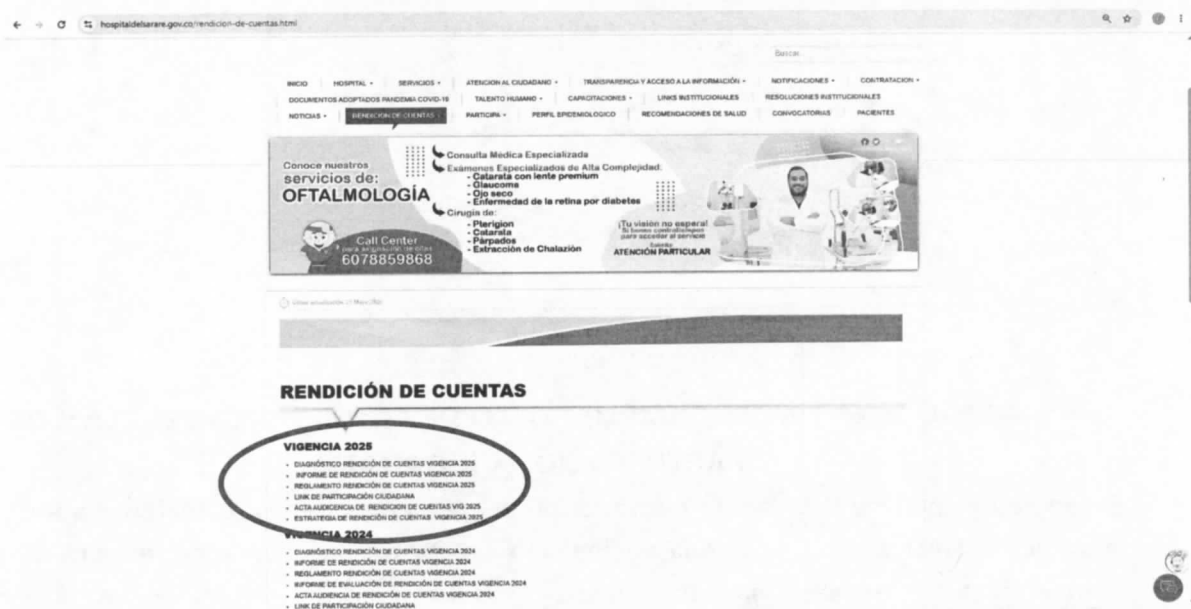 hospitaldelsarare.gov.co/rendicion-de-cuentas.html
Buscar...
INICIO HOSPITAL SERVICIOS ATENCION AL CIUDADANO TRANSPARENCIA Y ACCESO A LA INFORMACIÓN NOTIFICACIONES CONTRATACION
DOCUMENTOS ADOPTADOS PANDEMIA COVID-19 TALENTO HUMANO CAPACITACIONES LINKS INSTITUCIONALES RESOLUCIONES INSTITUCIONALES
NOTICIAS RENDICION DE CUENTAS PARTICIPA PERFIL EPIDEMIOLOGICO RECOMENDACIONES DE SALUD CONVOCATORIAS PACIENTES
Conoce nuestros
servicios de:
OFTALMOLOGÍA
Call Center
para asignación de citas
6078859868
Consulta Médica Especializada
Exámenes Especializados de Alta Complejidad:
- Catarata con lente premium
- Glaucoma
- Ojo seco
- Enfermedad de la retina por diabetes
Cirugía de:
- Pterigion
- Catarata
- Párpados
- Extracción de Chalazión
¡Tu visión no espera!
para acceder al servicio
ATENCIÓN PARTICULAR
RENDICIÓN DE CUENTAS
VIGENCIA 2025
• DIAGNÓSTICO RENDICIÓN DE CUENTAS VIGENCIA 2025
• INFORME DE RENDICIÓN DE CUENTAS VIGENCIA 2025
• REGLAMENTO RENDICIÓN DE CUENTAS VIGENCIA 2025
• LINK DE PARTICIPACIÓN CIUDADANA
• ACTA AUDICENCIA DE RENDICION DE CUENTAS VIG 2025
• ESTRATEGIA DE RENDICIÓN DE CUENTAS VIGENCIA 2025
VIGENCIA 2024
• DIAGNÓSTICO RENDICIÓN DE CUENTAS VIGENCIA 2024
• INFORME DE RENDICIÓN DE CUENTAS VIGENCIA 2024
• REGLAMENTO RENDICIÓN DE CUENTAS VIGENCIA 2024
• INFORME DE EVALUACIÓN DE RENDICIÓN DE CUENTAS VIGENCIA 2024
• ACTA AUDIENCIA DE RENDICIÓN DE CUENTAS VIGENCIA 2024
• LINK DE PARTICIPACIÓN CIUDADANA